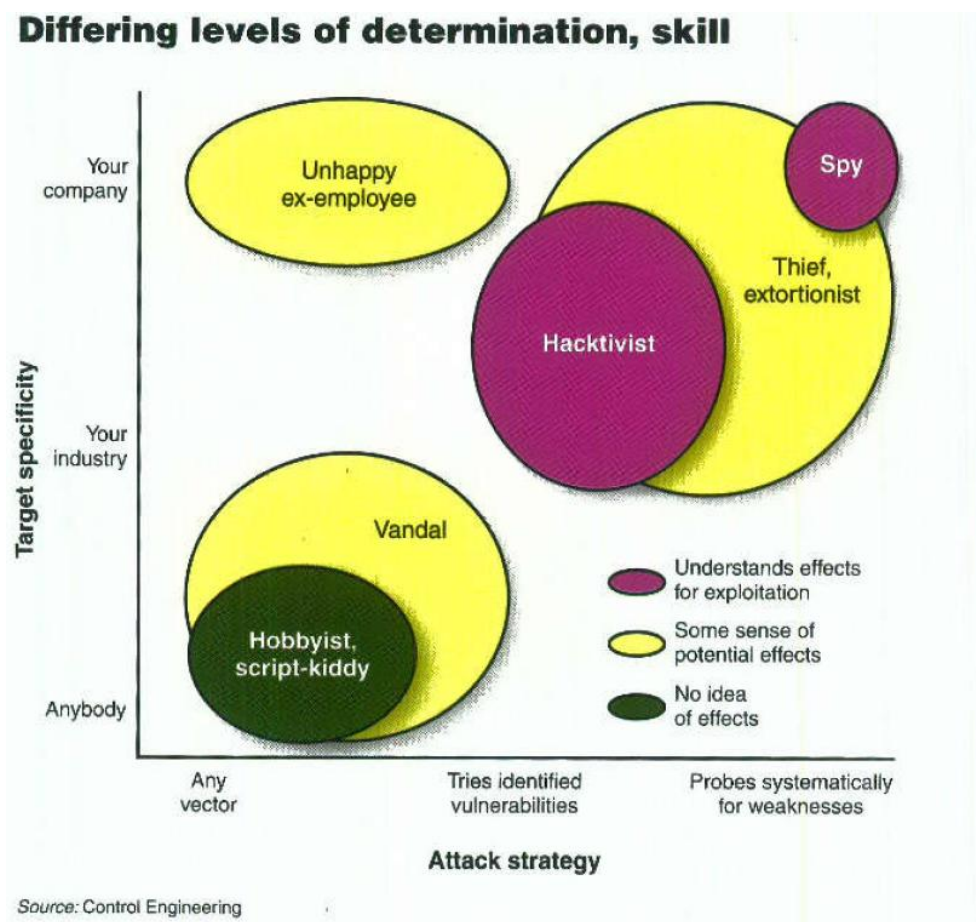 Differing levels of determination, skill
Your
company
Unhappy
ex-employee
Spy
Thief,
extortionist
Hacktivist
Target specificity
Your
industry
Vandal
Understands effects
for exploitation
Some sense of
potential effects
Hobbyist,
script-kiddy
No idea
of effects
Anybody
Any
vector
Tries identified
vulnerabilities
Probes systematically
for weaknesses
Attack strategy
Source: Control Engineering